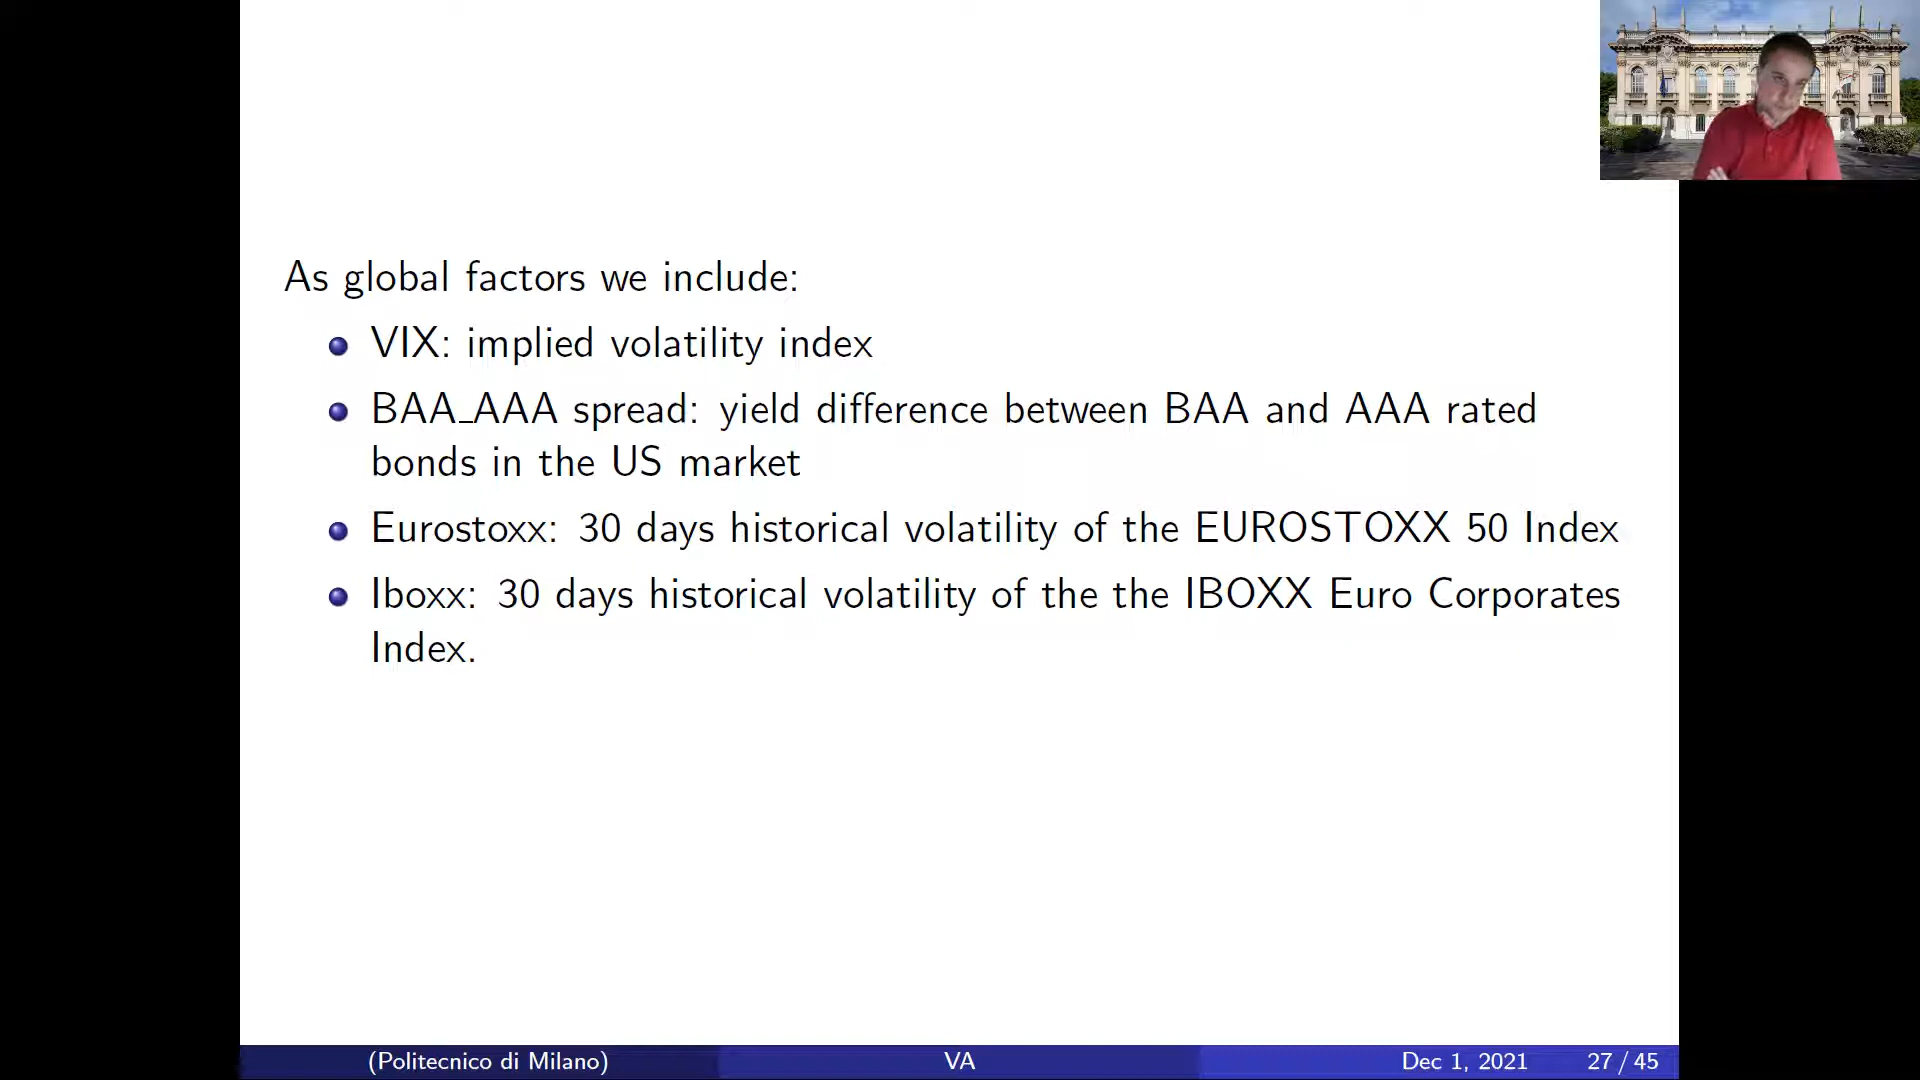 As global factors we include:
VIX: implied volatility index
BAA_AAA spread: yield difference between BAA and AAA rated
bonds in the US market
Eurostoxx: 30 days historical volatility of the EUROSTOXX 50 Index
Iboxx: 30 days historical volatility of the the IBOXX Euro Corporates
Index.
(Politecnico di Milano) VA Dec 1, 2021 27 / 45